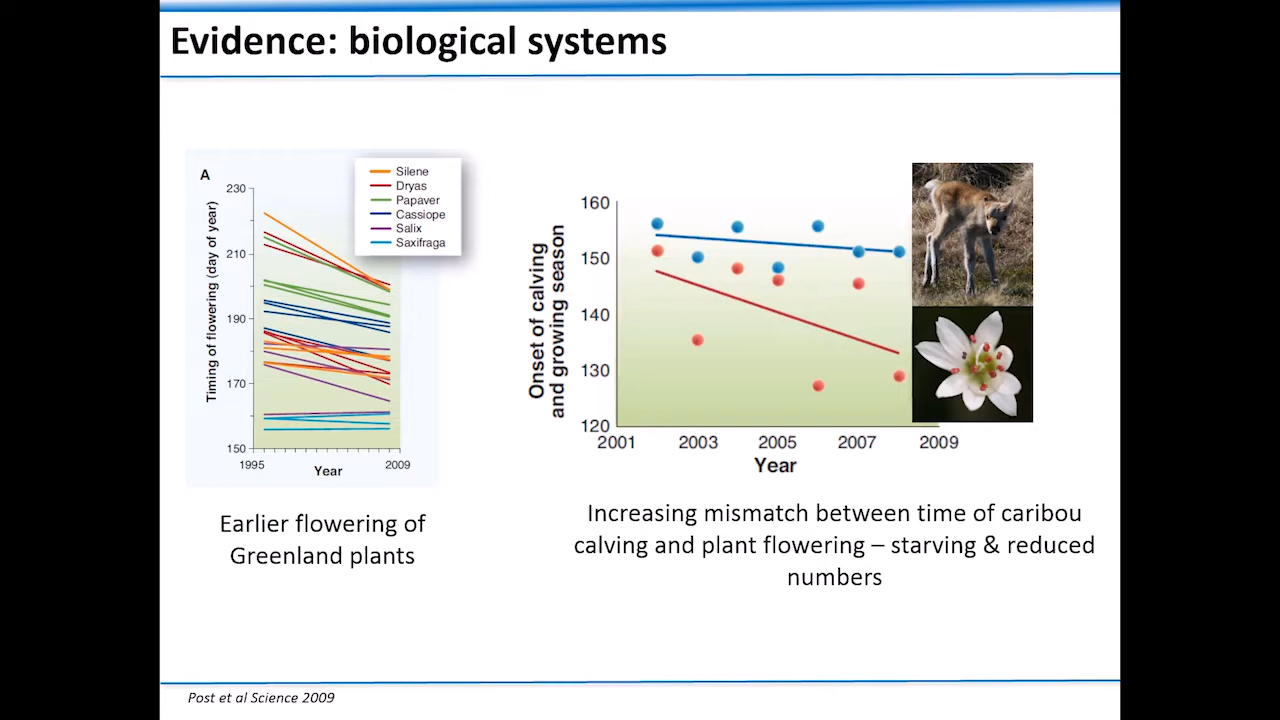 Evidence: biological systems
A
Silene
Dryas
Papaver
Cassiope
Salix
Saxifraga
Timing of flowering (day of year)
230
210
190
170
150
1995
2009
Year
Earlier flowering of
Greenland plants
Onset of calving
and growing season
160
150
140
130
120
2001
2003
2005
2007
2009
Year
Increasing mismatch between time of caribou
calving and plant flowering – starving & reduced
numbers
Post et al Science 2009